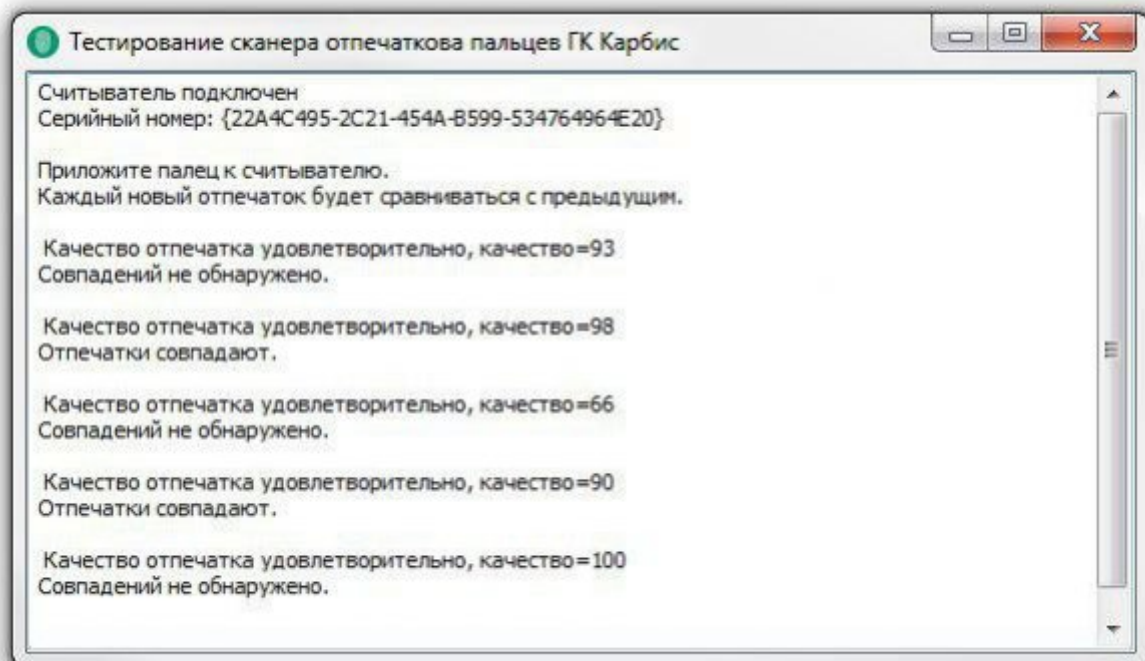 Тестирование сканера отпечаткова пальцев ГК Карбис
Считыватель подключен
Серийный номер: {22A4C495-2C21-454A-B599-534764964E20}
Приложите палец к считывателю.
Каждый новый отпечаток будет сравниваться с предыдущим.
Качество отпечатка удовлетворительно, качество=93
Совпадений не обнаружено.
Качество отпечатка удовлетворительно, качество=98
Отпечатки совпадают.
Качество отпечатка удовлетворительно, качество=66
Совпадений не обнаружено.
Качество отпечатка удовлетворительно, качество=90
Отпечатки совпадают.
Качество отпечатка удовлетворительно, качество=100
Совпадений не обнаружено.